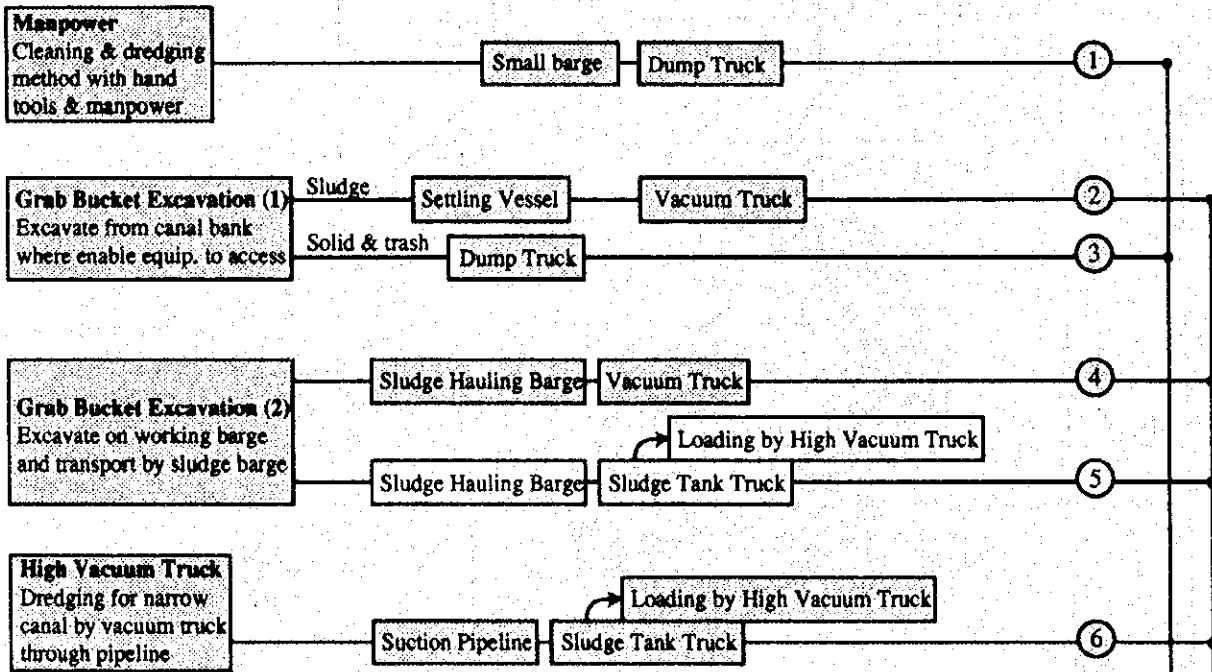 Manpower
Cleaning & dredging
method with hand
tools & manpower
Small barge
Dump Truck
1
Grab Bucket Excavation (1)
Excavate from canal bank
where enable equip. to access
Sludge
Settling Vessel
Vacuum Truck
2
Solid & trash
Dump Truck
3
Grab Bucket Excavation (2)
Excavate on working barge
and transport by sludge barge
Sludge Hauling Barge
Vacuum Truck
4
Loading by High Vacuum Truck
Sludge Hauling Barge
Sludge Tank Truck
5
High Vacuum Truck
Dredging for narrow
canal by vacuum truck
through pipeline
Loading by High Vacuum Truck
Suction Pipeline
Sludge Tank Truck
6